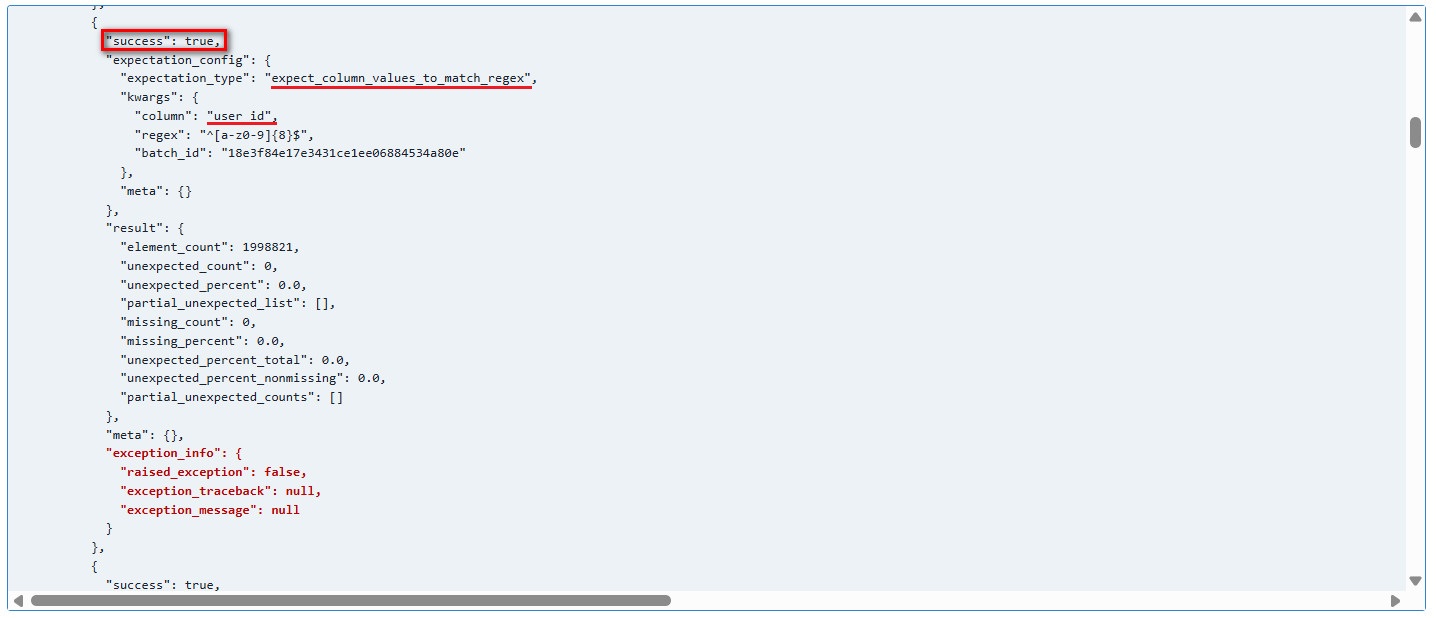 },
{
"success": true,
"expectation_config": {
"expectation_type": "expect_column_values_to_match_regex",
"kwargs": {
"column": "user_id",
"regex": "^[a-z0-9]{8}$",
"batch_id": "18e3f84e17e3431ce1ee06884534a80e"
},
"meta": {}
},
"result": {
"element_count": 1998821,
"unexpected_count": 0,
"unexpected_percent": 0.0,
"partial_unexpected_list": [],
"missing_count": 0,
"missing_percent": 0.0,
"unexpected_percent_total": 0.0,
"unexpected_percent_nonmissing": 0.0,
"partial_unexpected_counts": []
},
"meta": {},
"exception_info": {
"raised_exception": false,
"exception_traceback": null,
"exception_message": null
}
},
{
"success": true,